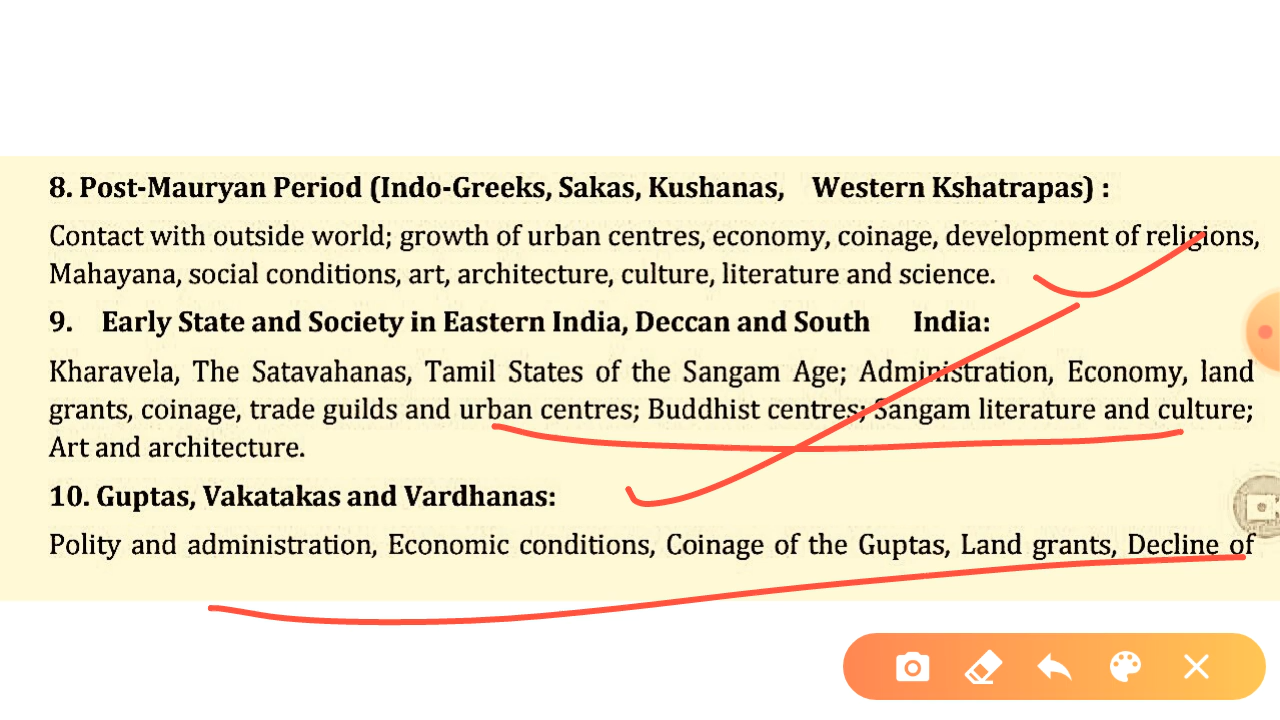 8. Post-Mauryan Period (Indo-Greeks, Sakas, Kushanas, Western Kshatrapas) :
Contact with outside world; growth of urban centres, economy, coinage, development of religions,
Mahayana, social conditions, art, architecture, culture, literature and science.
9. Early State and Society in Eastern India, Deccan and South India:
Kharavela, The Satavahanas, Tamil States of the Sangam Age; Administration, Economy, land
grants, coinage, trade guilds and urban centres; Buddhist centres; Sangam literature and culture;
Art and architecture.
10. Guptas, Vakatakas and Vardhanas:
Polity and administration, Economic conditions, Coinage of the Guptas, Land grants, Decline of